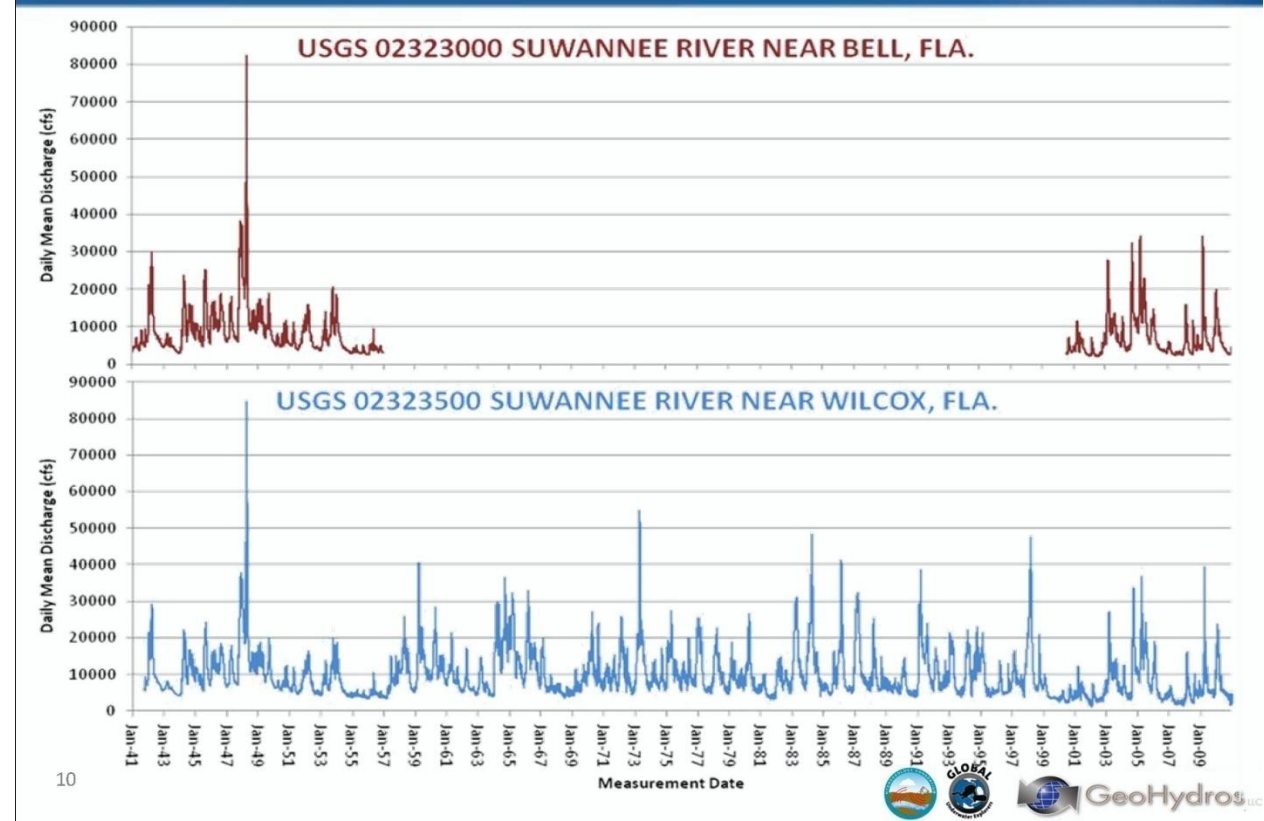 USGS 02323000 SUWANNEE RIVER NEAR BELL, FLA.
Daily Mean Discharge (cfs)
90000
80000
70000
60000
50000
40000
30000
20000
10000
0
USGS 02323500 SUWANNEE RIVER NEAR WILCOX, FLA.
Daily Mean Discharge (cfs)
90000
80000
70000
60000
50000
40000
30000
20000
10000
0
Jan-41
Jan-43
Jan-45
Jan-47
Jan-49
Jan-51
Jan-53
Jan-55
Jan-57
Jan-59
Jan-61
Jan-63
Jan-65
Jan-67
Jan-69
Jan-71
Jan-73
Jan-75
Jan-77
Jan-79
Jan-81
Jan-83
Jan-85
Jan-87
Jan-89
Jan-91
Jan-93
Jan-95
Jan-97
Jan-99
Jan-01
Jan-03
Jan-05
Jan-07
Jan-09
Measurement Date
10
GLOBAL
Underwater Explorers
GeoHydros, LLC